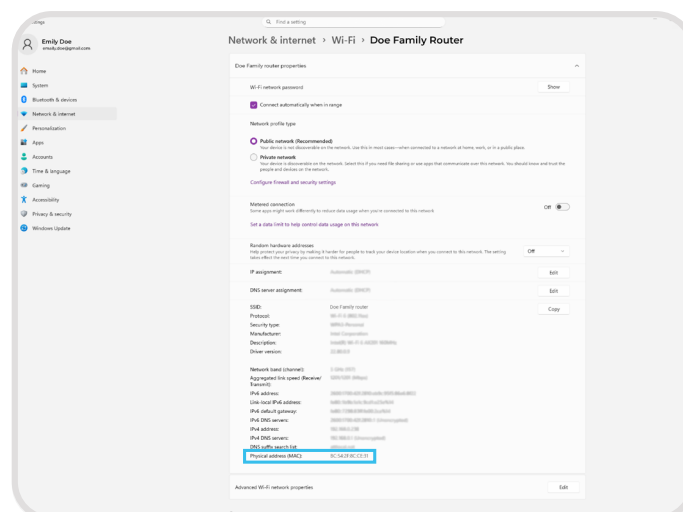 Find a setting
Emily Doe
Network & internet > Wi-Fi > Doe Family Router
Home
System
Bluetooth & devices
Network & internet
Personalization
Apps
Accounts
Time & language
Gaming
Accessibility
Privacy & security
Windows Update
Doe Family router properties
Wi-Fi network password
Show
Connect automatically when in range
Network profile type
Public network (Recommended)
Your device is not discoverable on the network. Use this in most cases—when connected to a network at home, work, or in a public place.
Private network
Your device is discoverable on the network. Select this if you need file sharing or use apps that communicate over this network. You should know and trust the
people and devices on the network.
Configure firewall and security settings
Metered connection
Some apps might work differently to reduce data usage when you're connected to this network
Off
Set a data limit to help control data usage on this network
Random hardware addresses
Help protect your privacy by making it harder for people to track your device location when you connect to this network. The setting
takes effect the next time you connect to this network.
Off
IP assignment:
Edit
DNS server assignment:
Edit
SSID: Doe Family router
Copy
Protocol:
Security type:
Manufacturer:
Description:
Driver version:
Network band (channel):
Aggregated link speed (Receive/
Transmit):
IPv6 address:
Link-local IPv6 address:
IPv6 default gateway:
IPv6 DNS servers:
IPv4 address:
IPv4 DNS servers:
DNS suffix search list:
Physical address (MAC):
Advanced Wi-Fi network properties
Edit